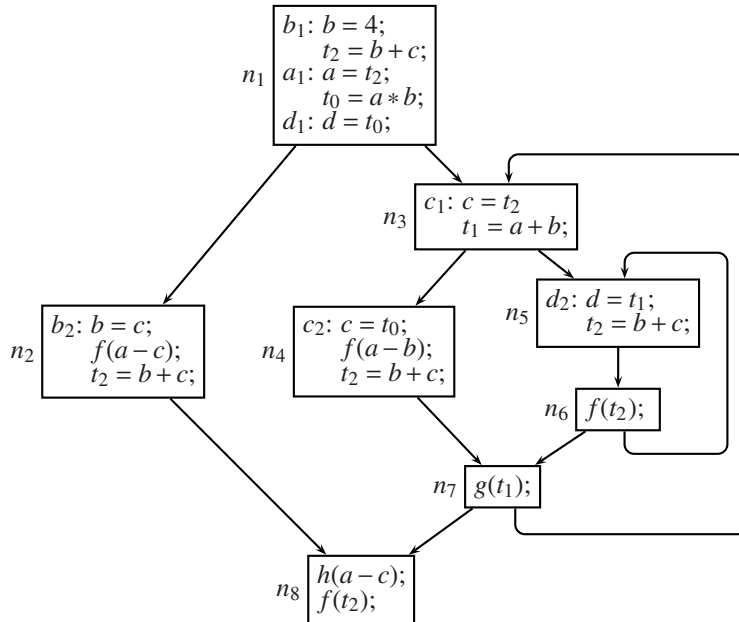 n₁
b₁: b = 4;
t₂ = b + c;
a₁: a = t₂;
t₀ = a ∗ b;
d₁: d = t₀;
n₃
c₁: c = t₂
t₁ = a + b;
n₂
b₂: b = c;
f(a − c);
t₂ = b + c;
n₄
c₂: c = t₀;
f(a − b);
t₂ = b + c;
n₅
d₂: d = t₁;
t₂ = b + c;
n₆
f(t₂);
n₇
g(t₁);
n₈
h(a − c);
f(t₂);